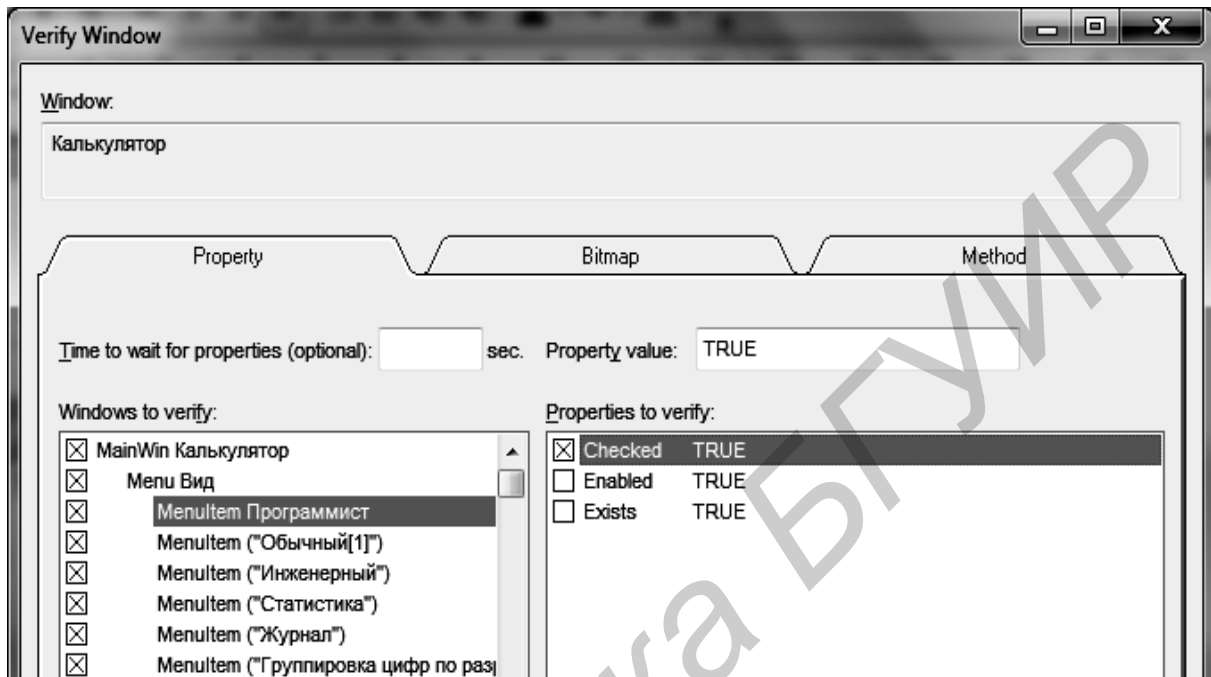 Verify Window
Window:
Калькулятор
Property Bitmap Method
Time to wait for properties (optional): sec. Property value: TRUE
Windows to verify:
MainWin Калькулятор
Menu Вид
MenuItem Программист
MenuItem ("Обычный[1]")
MenuItem ("Инженерный")
MenuItem ("Статистика")
MenuItem ("Журнал")
MenuItem ("Группировка цифр по
Properties to verify:
Checked TRUE
Enabled TRUE
Exists TRUE
БГУИР